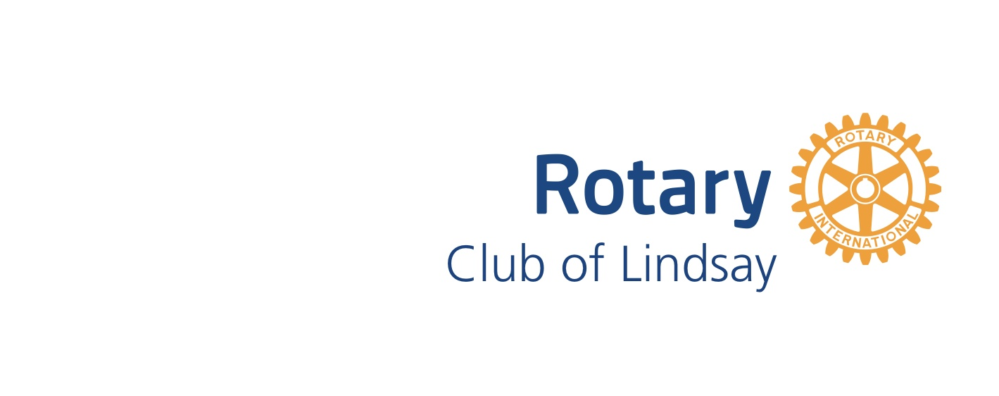 Rotary
Club of Lindsay
ROTARY
INTERNATIONAL